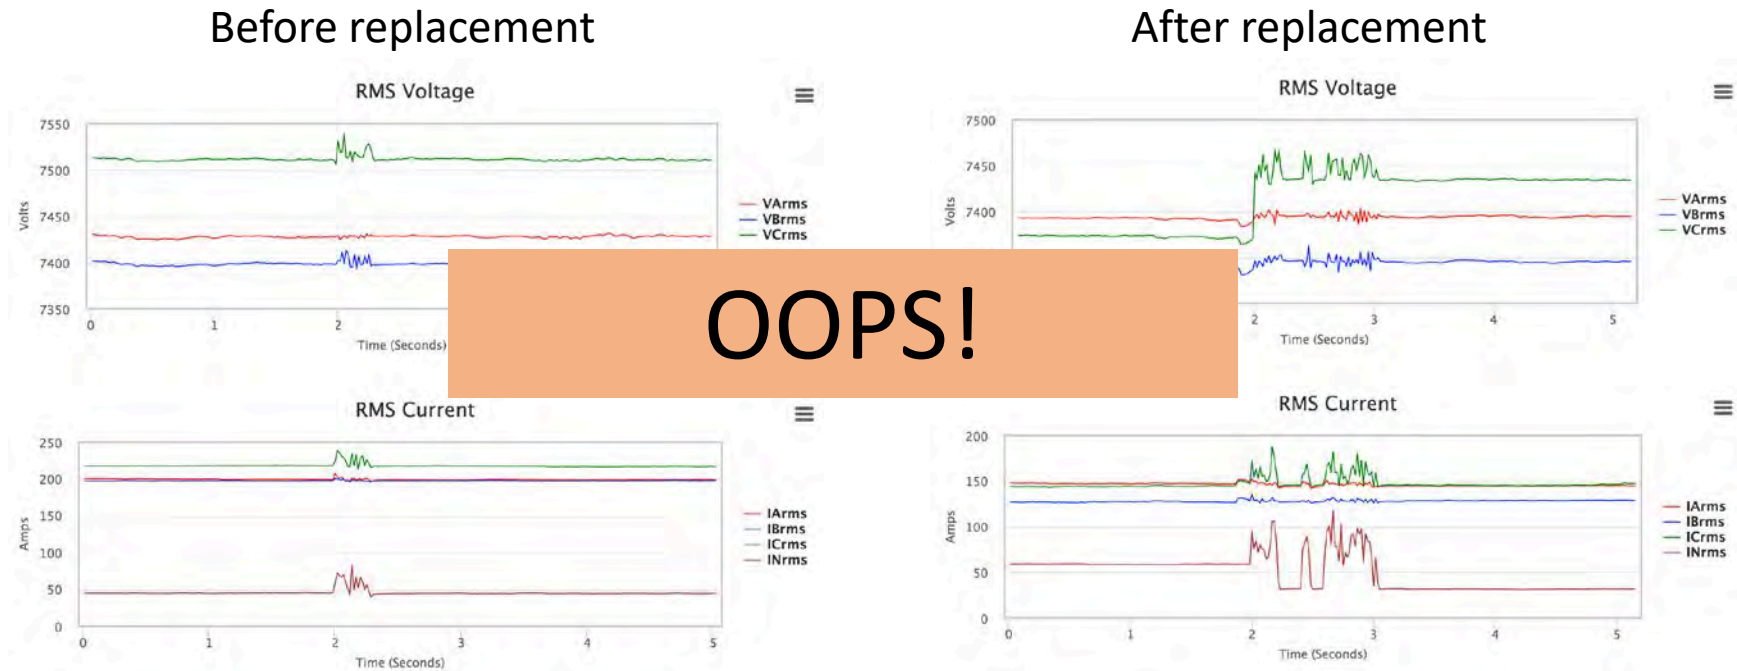 Before replacement
After replacement
RMS Voltage
7550
7500
7450
7400
7350
Volts
0
1
2
Time (Seconds)
VArms
VBrms
VCrms
RMS Voltage
7500
7450
7400
Volts
2
3
4
5
Time (Seconds)
VArms
VBrms
VCrms
OOPS!
RMS Current
250
200
150
100
50
0
Amps
0
1
2
3
4
5
Time (Seconds)
IArms
IBrms
ICrms
INrms
RMS Current
200
150
100
50
0
Amps
0
1
2
3
4
5
Time (Seconds)
IArms
IBrms
ICrms
INrms